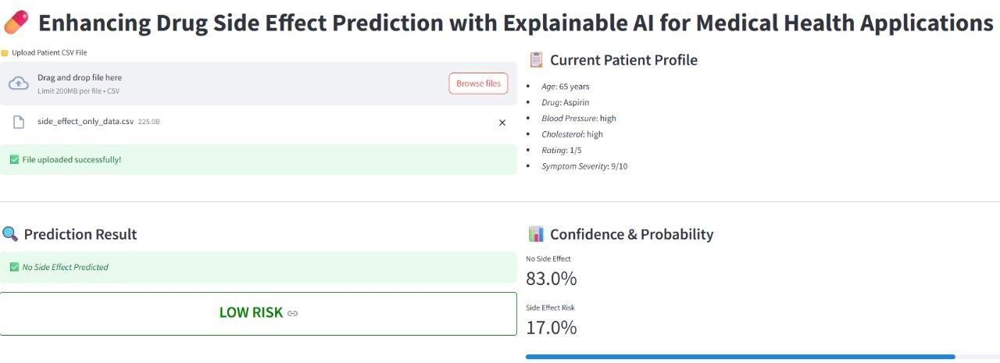 Enhancing Drug Side Effect Prediction with Explainable AI for Medical Health Applications
Upload Patient CSV File
Drag and drop file here
Limit 200MB per file • CSV
Browse files
side_effect_only_data.csv 225.0B
File uploaded successfully!
Current Patient Profile
• Age: 65 years
• Drug: Aspirin
• Blood Pressure: high
• Cholesterol: high
• Rating: 1/5
• Symptom Severity: 9/10
Prediction Result
No Side Effect Predicted
LOW RISK
Confidence & Probability
No Side Effect
83.0%
Side Effect Risk
17.0%